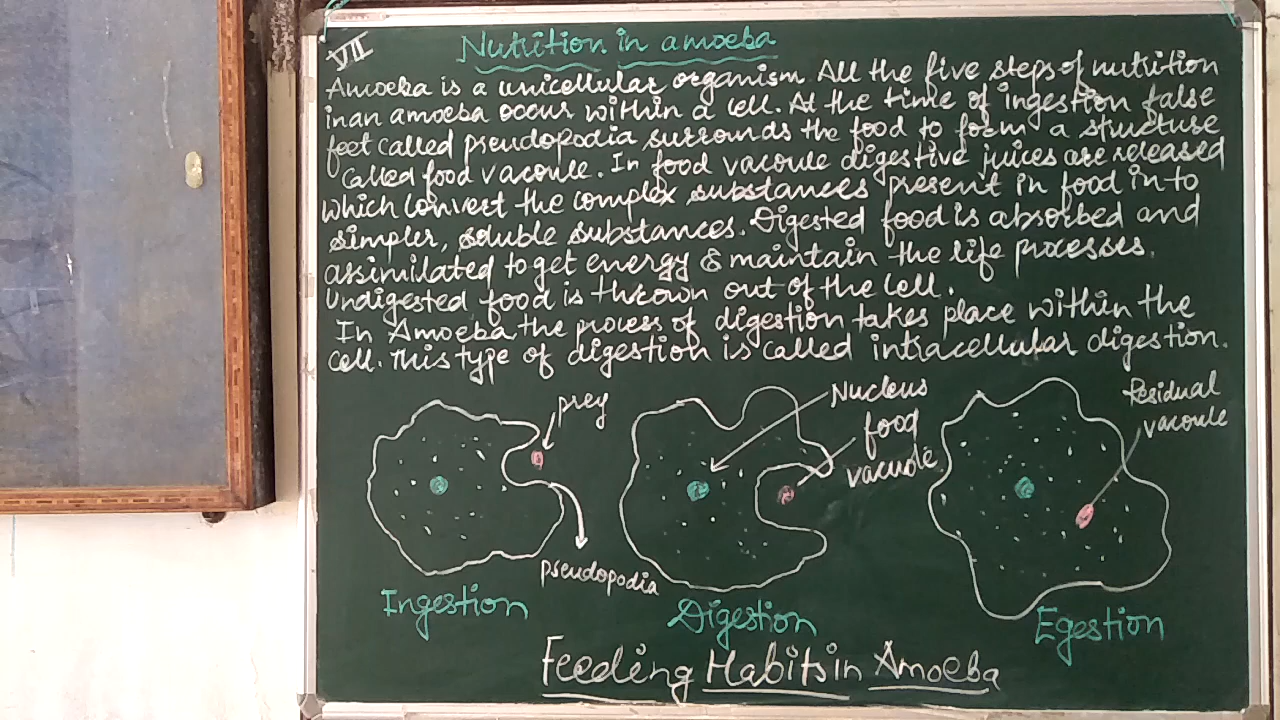 VII
Nutrition in amoeba
Amoeba is a unicellular organism. All the five steps of nutrition
in an amoeba occurs within a cell. At the time of ingestion false
feet called pseudopodia surrounds the food to form a structure
called food vacoule. In food vacoule digestive juices are released
which convert the complex substances present in food in to
simpler, soluble substances. Digested food is absorbed and
assimilated to get energy & maintain the life processes.
Undigested food is thrown out of the cell.
In Amoeba, the process of digestion takes place within the
cell. This type of digestion is called intracellular digestion.
prey
pseudopodia
Ingestion
Nucleus
food
vacuole
Digestion
Residual
vacoule
Egestion
Feeding Habits in Amoeba